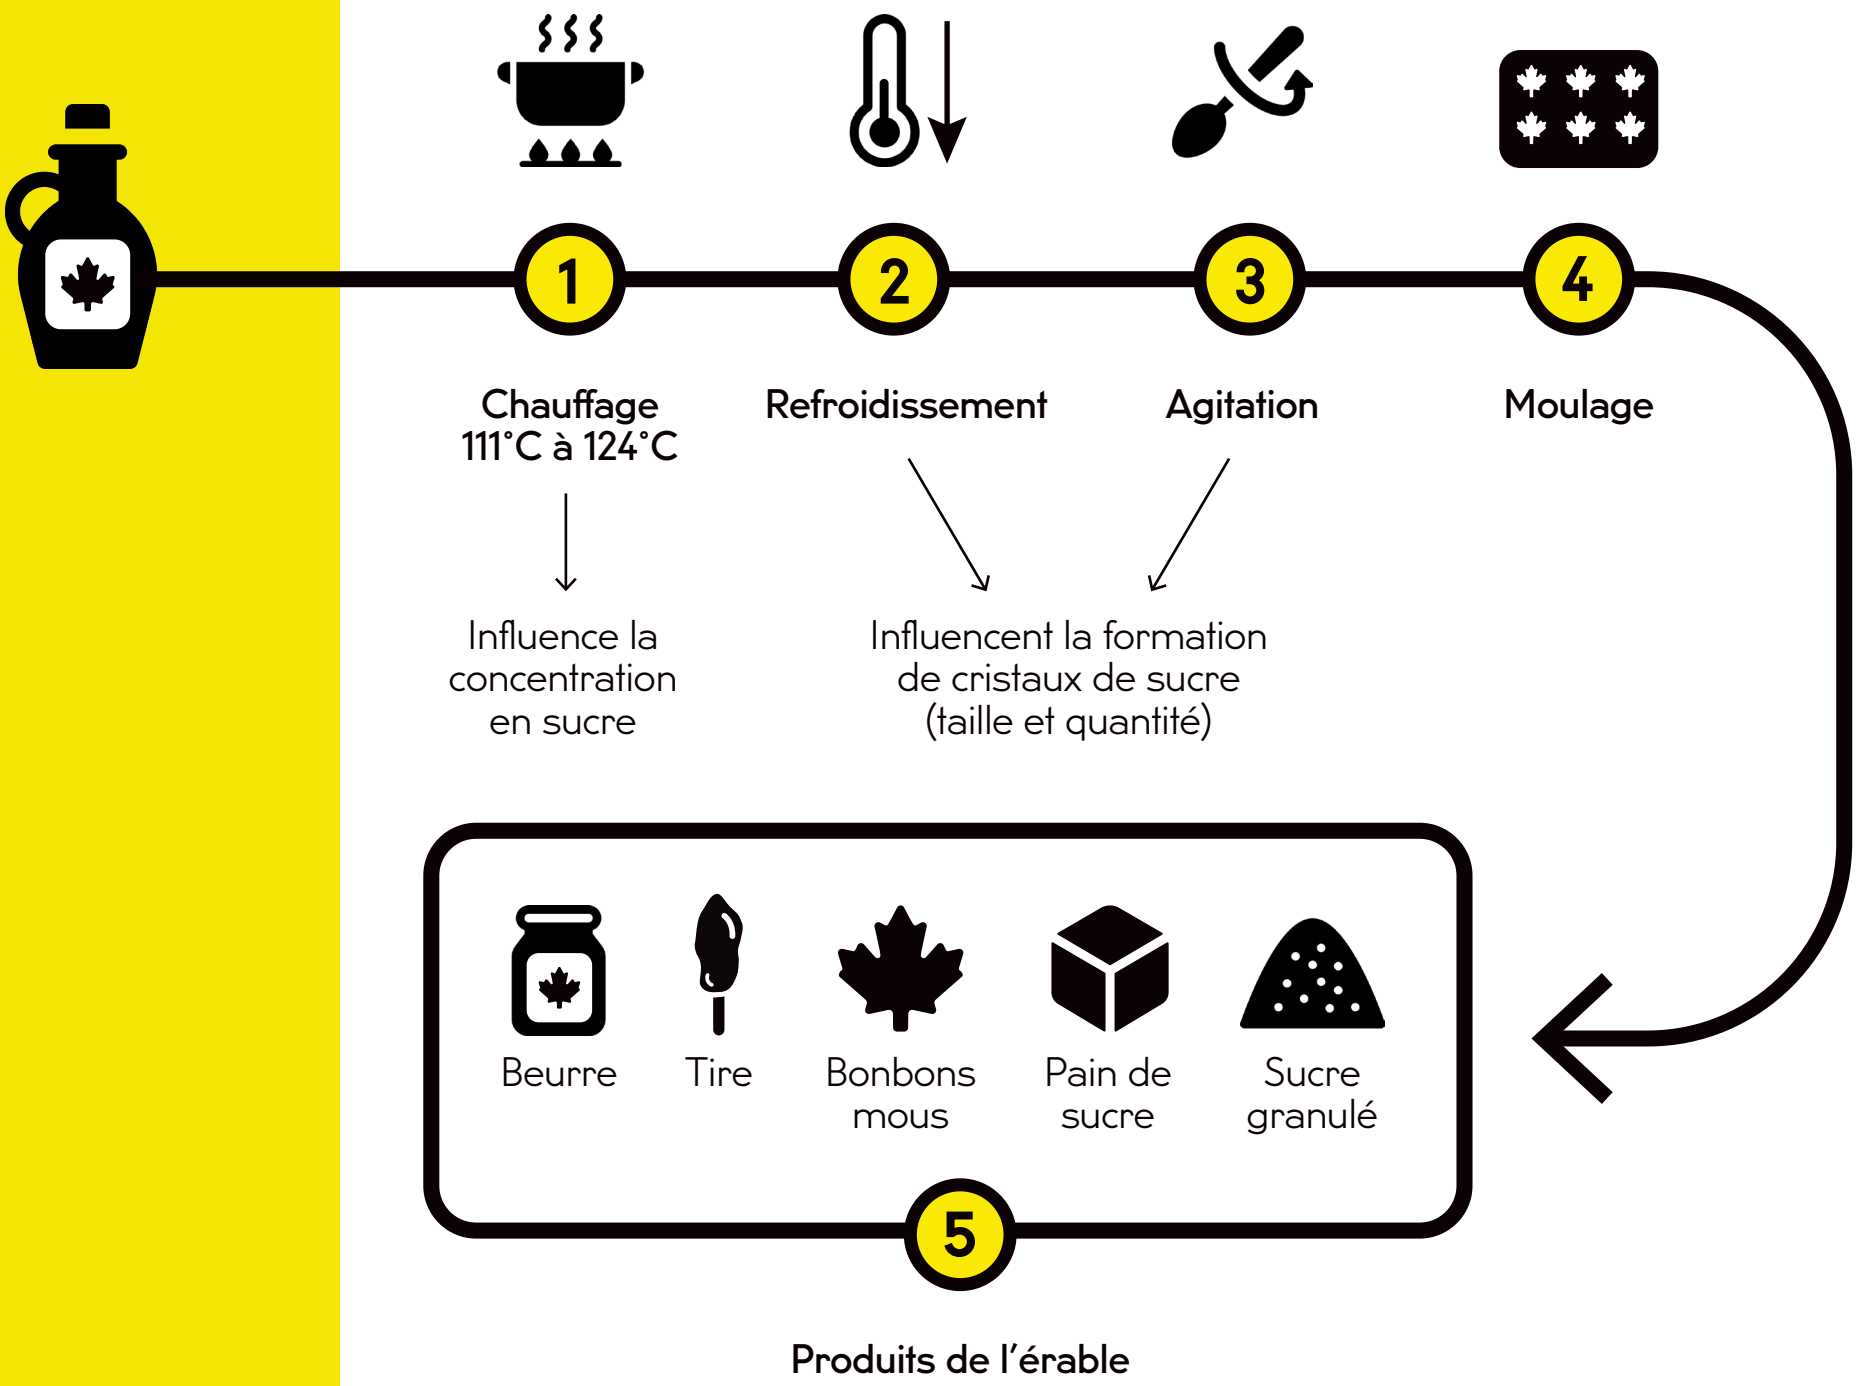 1
2
3
4
Chauffage
111°C à 124°C
Refroidissement
Agitation
Moulage
Influence la
concentration
en sucre
Influencent la formation
de cristaux de sucre
(taille et quantité)
Beurre
Tire
Bonbons
mous
Pain de
sucre
Sucre
granulé
5
Produits de l'érable